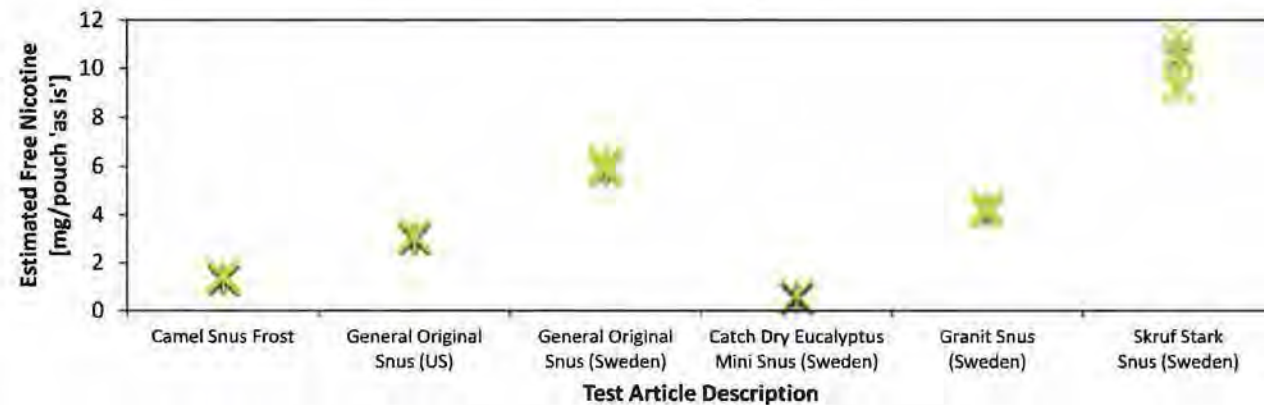 Estimated Free Nicotine
[mg/pouch 'as is']
12
10
8
6
4
2
0
Camel Snus Frost
General Original
Snus (US)
General Original
Snus (Sweden)
Catch Dry Eucalyptus
Mini Snus (Sweden)
Granit Snus
(Sweden)
Skruf Stark
Snus (Sweden)
Test Article Description